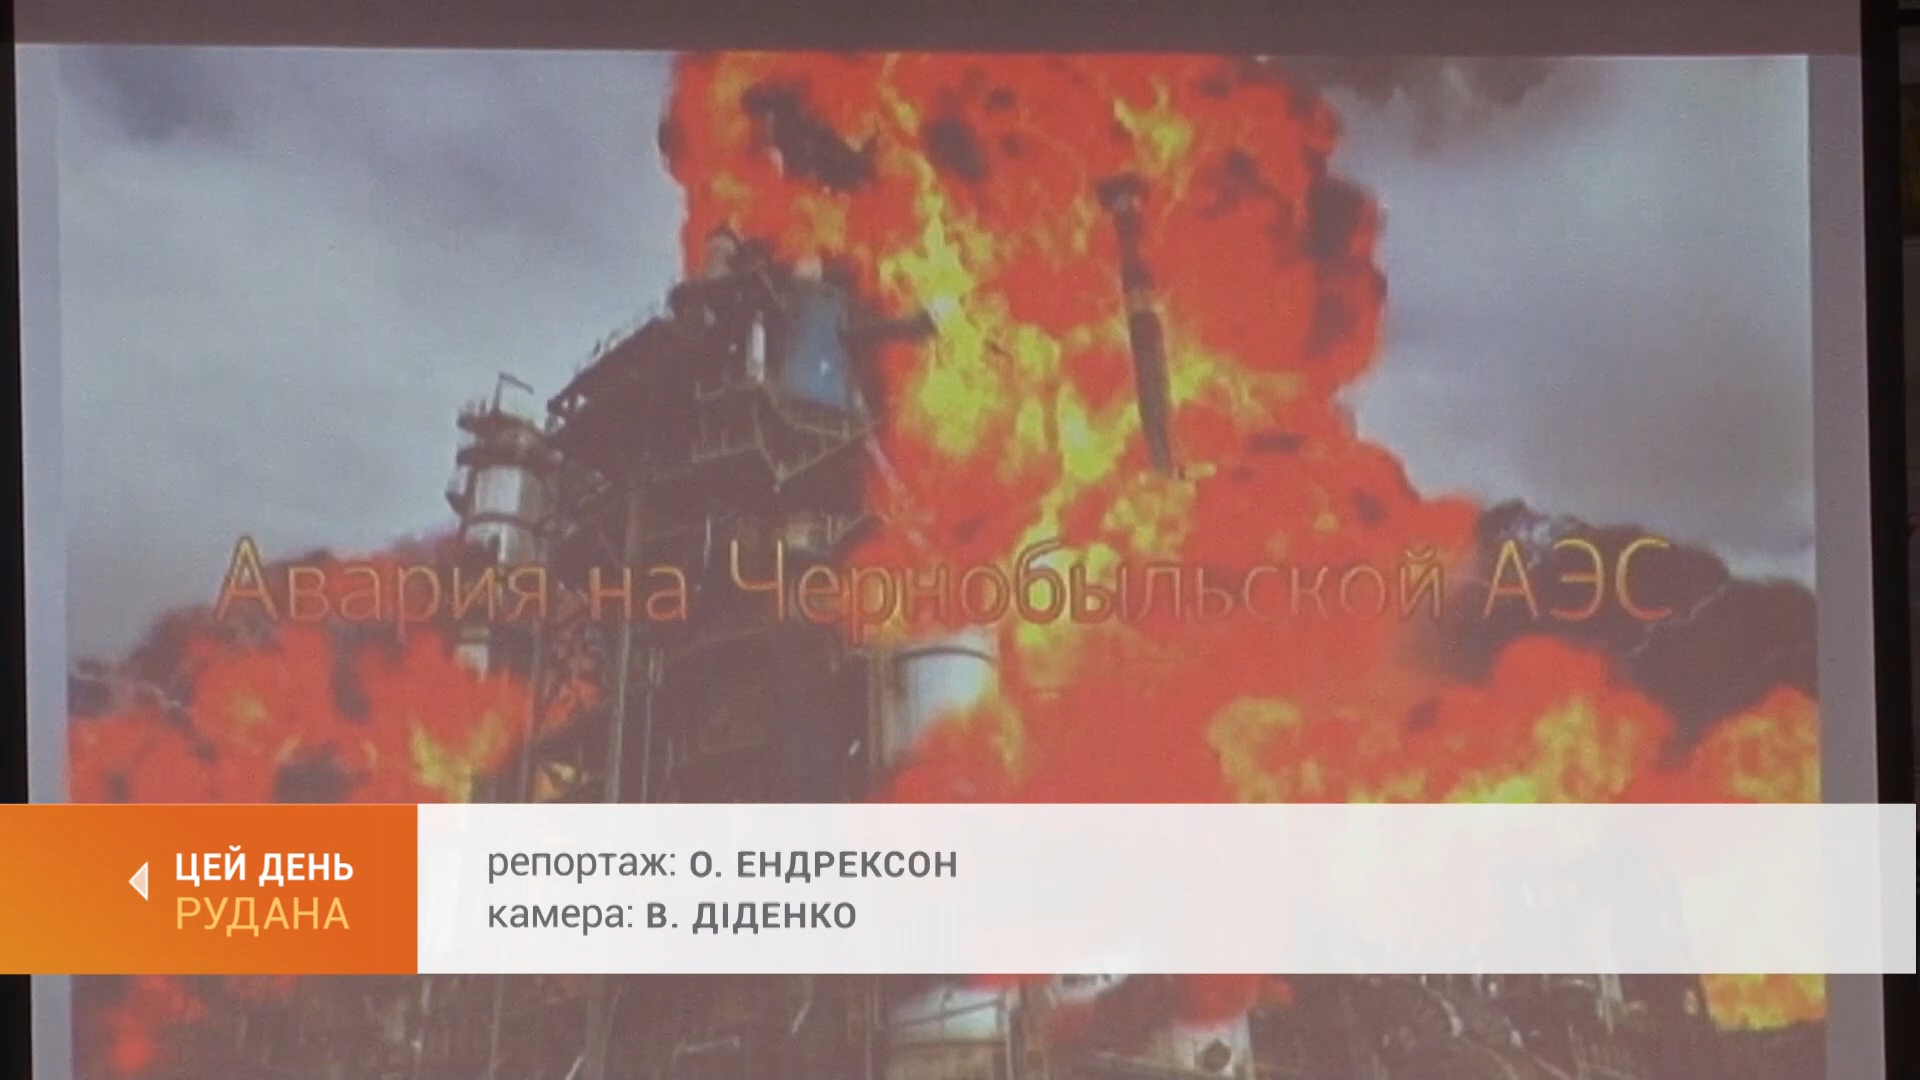 Авария на Чернобыльской АЭС
ЦЕЙ ДЕНЬ
РУДАНА
репортаж: О. ЕНДРЕКСОН
камера: В. ДІДЕНКО